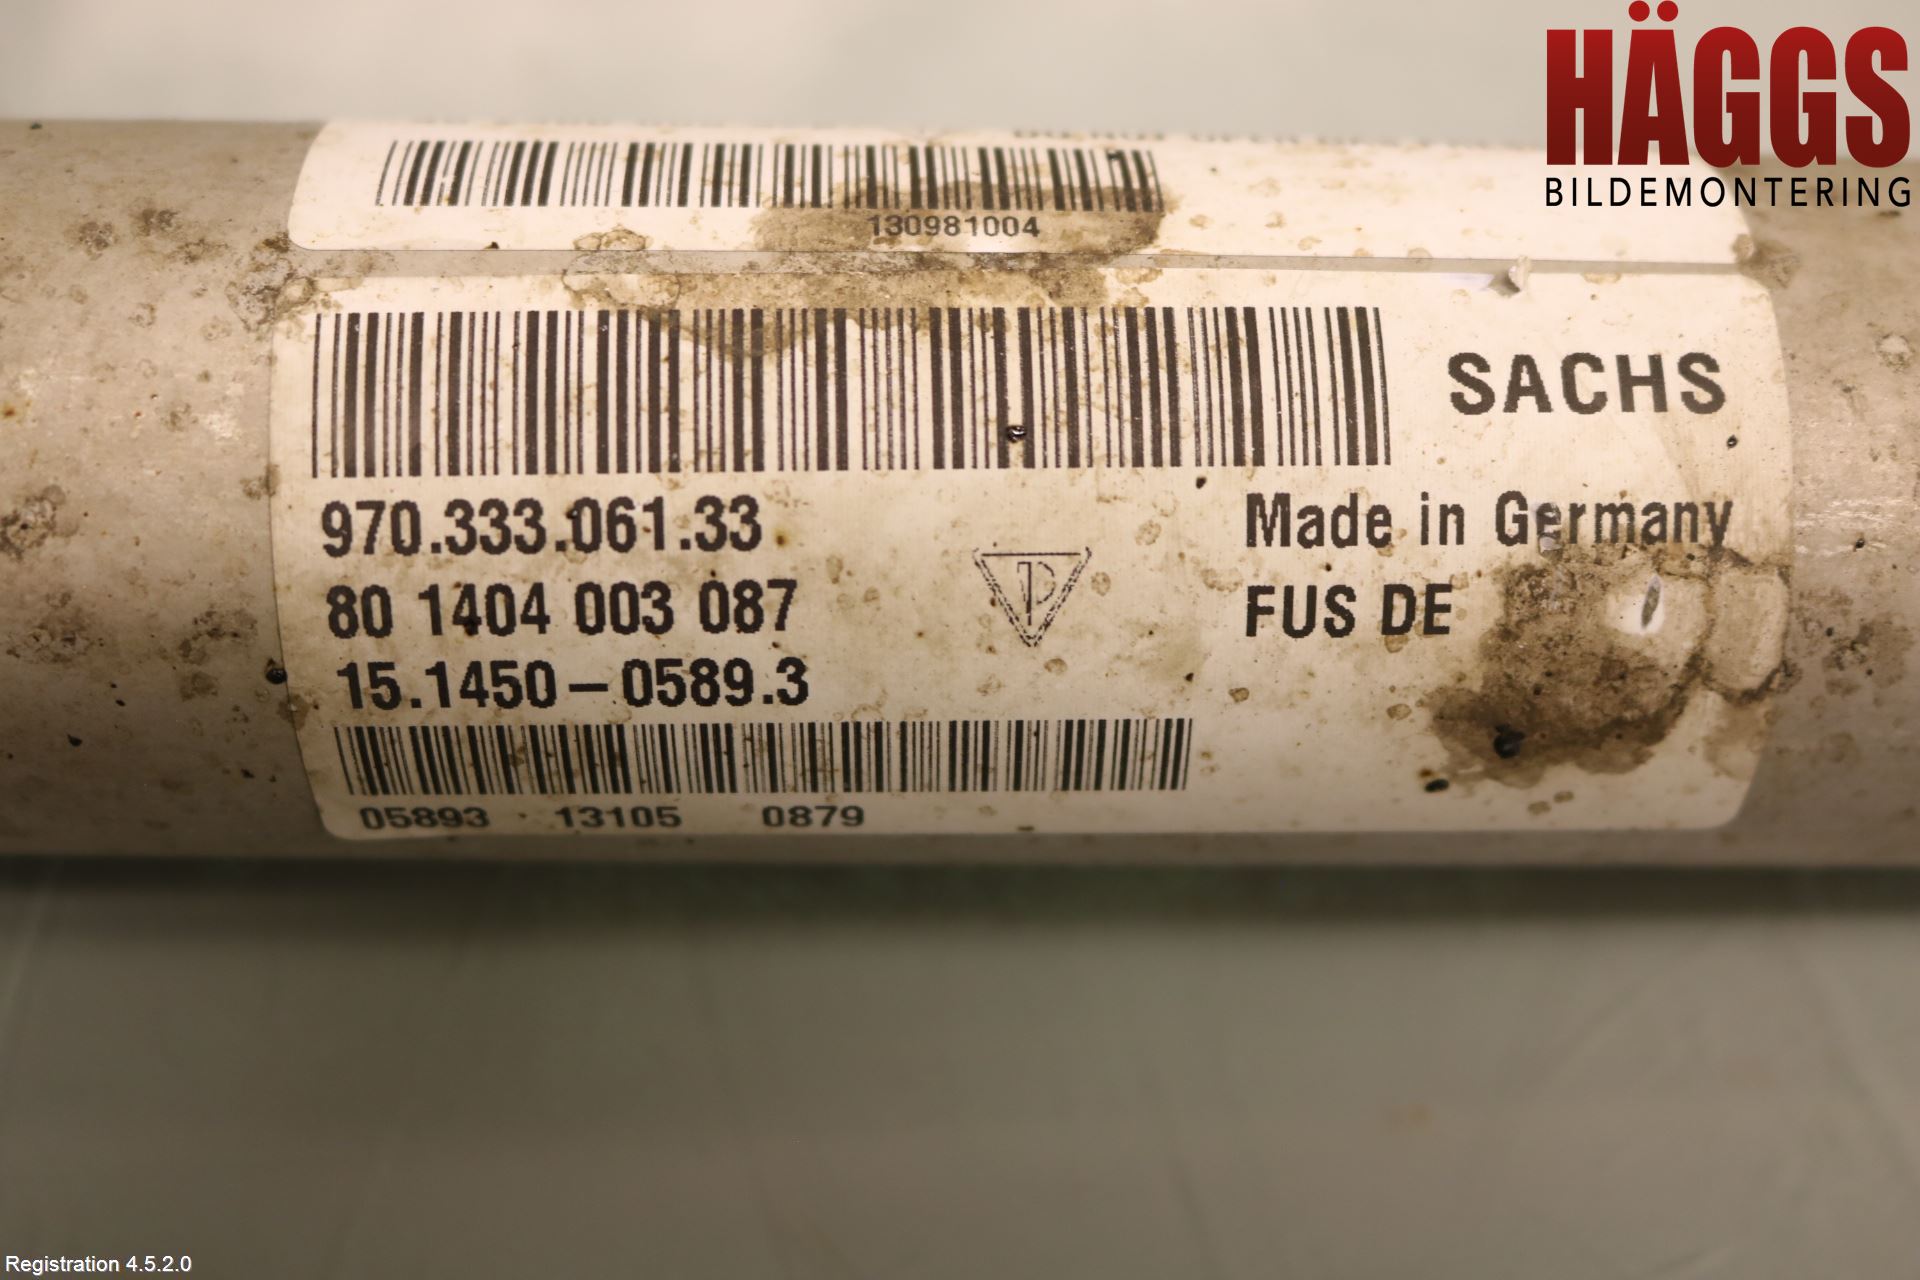 HÄGGS
BILDEMONTERING
130981004
SACHS
970.333.061.33
Made in Germany
80 1404 003 087
FUS DE
15.1450-0589.3
05893 13105 0879
Registration 4.5.2.0